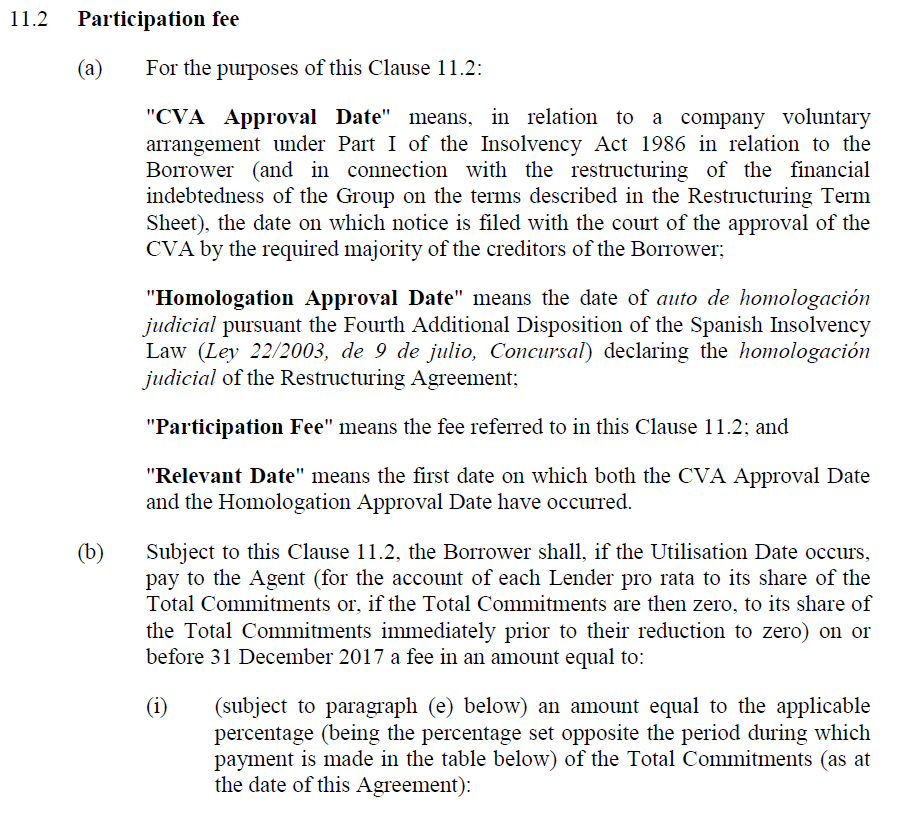 11.2 Participation fee
(a) For the purposes of this Clause 11.2:
"CVA Approval Date" means, in relation to a company voluntary
arrangement under Part I of the Insolvency Act 1986 in relation to the
Borrower (and in connection with the restructuring of the financial
indebtedness of the Group on the terms described in the Restructuring Term
Sheet), the date on which notice is filed with the court of the approval of the
CVA by the required majority of the creditors of the Borrower;
"Homologation Approval Date" means the date of auto de homologación
judicial pursuant the Fourth Additional Disposition of the Spanish Insolvency
Law (Ley 22/2003, de 9 de julio, Concursal) declaring the homologación
judicial of the Restructuring Agreement;
"Participation Fee" means the fee referred to in this Clause 11.2; and
"Relevant Date" means the first date on which both the CVA Approval Date
and the Homologation Approval Date have occurred.
(b) Subject to this Clause 11.2, the Borrower shall, if the Utilisation Date occurs,
pay to the Agent (for the account of each Lender pro rata to its share of the
Total Commitments or, if the Total Commitments are then zero, to its share of
the Total Commitments immediately prior to their reduction to zero) on or
before 31 December 2017 a fee in an amount equal to:
(i) (subject to paragraph (e) below) an amount equal to the applicable
percentage (being the percentage set opposite the period during which
payment is made in the table below) of the Total Commitments (as at
the date of this Agreement):